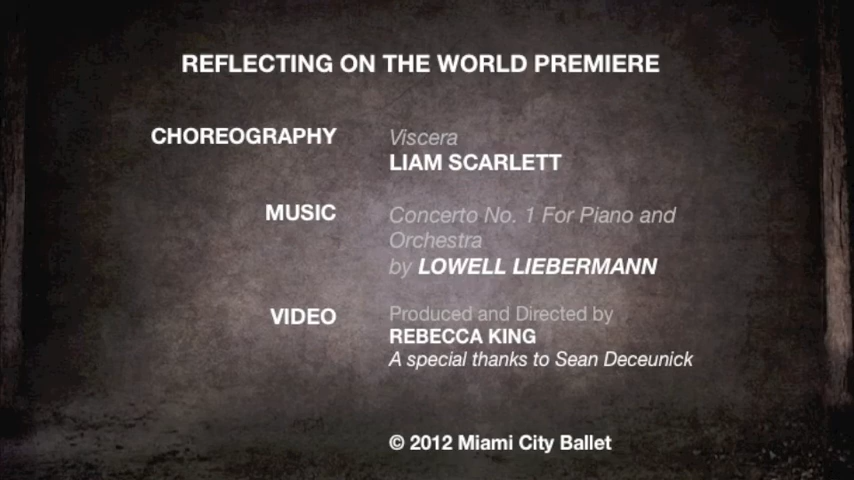 REFLECTING ON THE WORLD PREMIERE
CHOREOGRAPHY
Viscera
LIAM SCARLETT
MUSIC
Concerto No. 1 For Piano and
Orchestra
by LOWELL LIEBERMANN
VIDEO
Produced and Directed by
REBECCA KING
A special thanks to Sean Deceunick
© 2012 Miami City Ballet